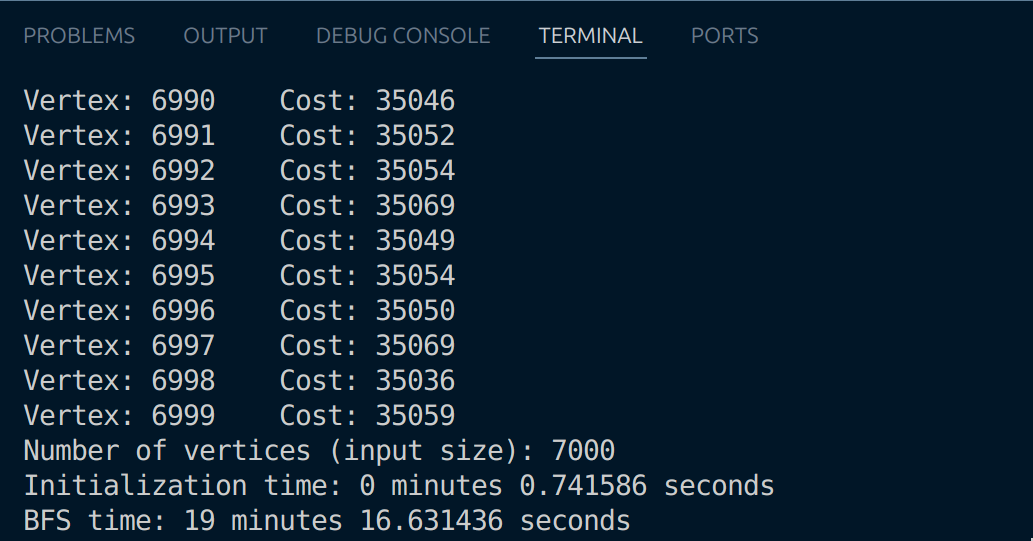 PROBLEMS OUTPUT DEBUG CONSOLE TERMINAL PORTS
Vertex: 6990 Cost: 35046
Vertex: 6991 Cost: 35052
Vertex: 6992 Cost: 35054
Vertex: 6993 Cost: 35069
Vertex: 6994 Cost: 35049
Vertex: 6995 Cost: 35054
Vertex: 6996 Cost: 35050
Vertex: 6997 Cost: 35069
Vertex: 6998 Cost: 35036
Vertex: 6999 Cost: 35059
Number of vertices (input size): 7000
Initialization time: 0 minutes 0.741586 seconds
BFS time: 19 minutes 16.631436 seconds